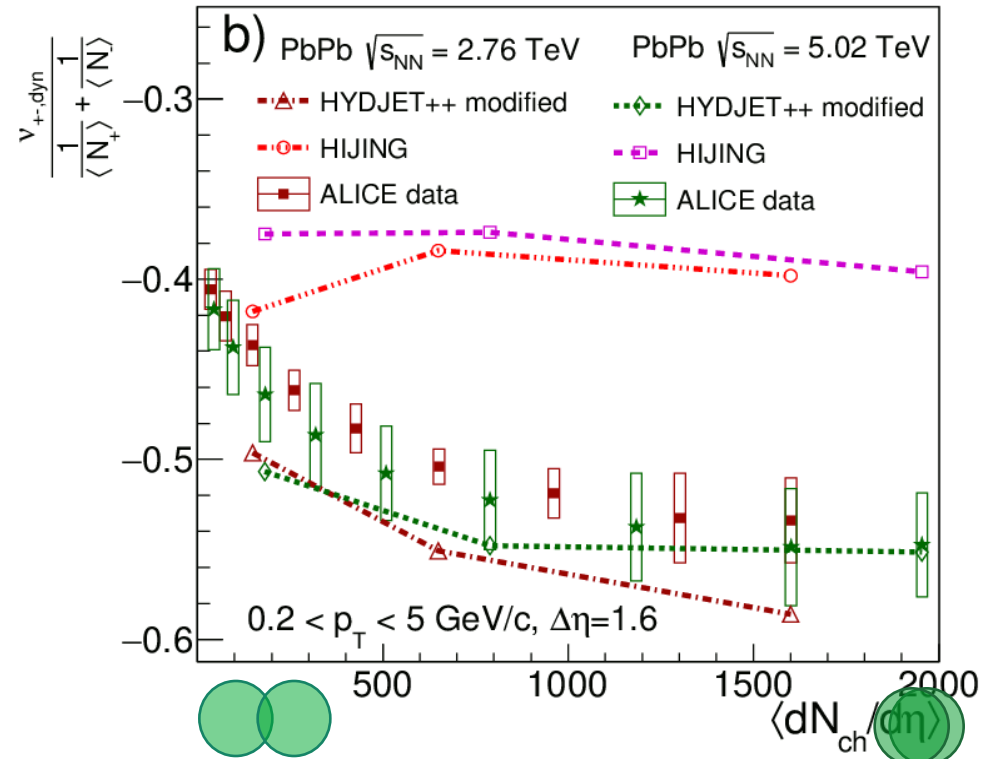 b)
PbPb √s_NN = 2.76 TeV
HYDJET++ modified
HIJING
ALICE data
PbPb √s_NN = 5.02 TeV
HYDJET++ modified
HIJING
ALICE data
ν_+-,dyn
1/⟨N_+⟩ + 1/⟨N_-⟩
−0.3
−0.4
−0.5
−0.6
0.2 < p_T < 5 GeV/c, Δη=1.6
500 1000 1500 2000
⟨dN_ch/dη⟩